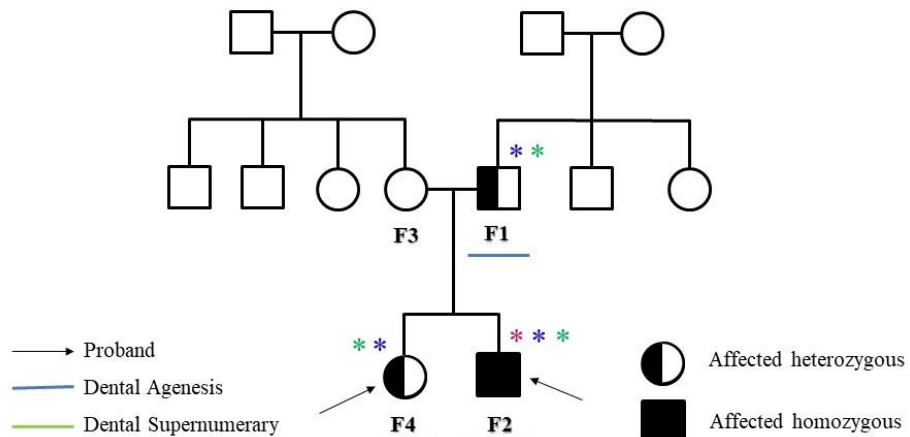 * *
F3
F1
* *
* * *
Proband
Dental Agenesis
Dental Supernumerary
F4
F2
Affected heterozygous
Affected homozygous